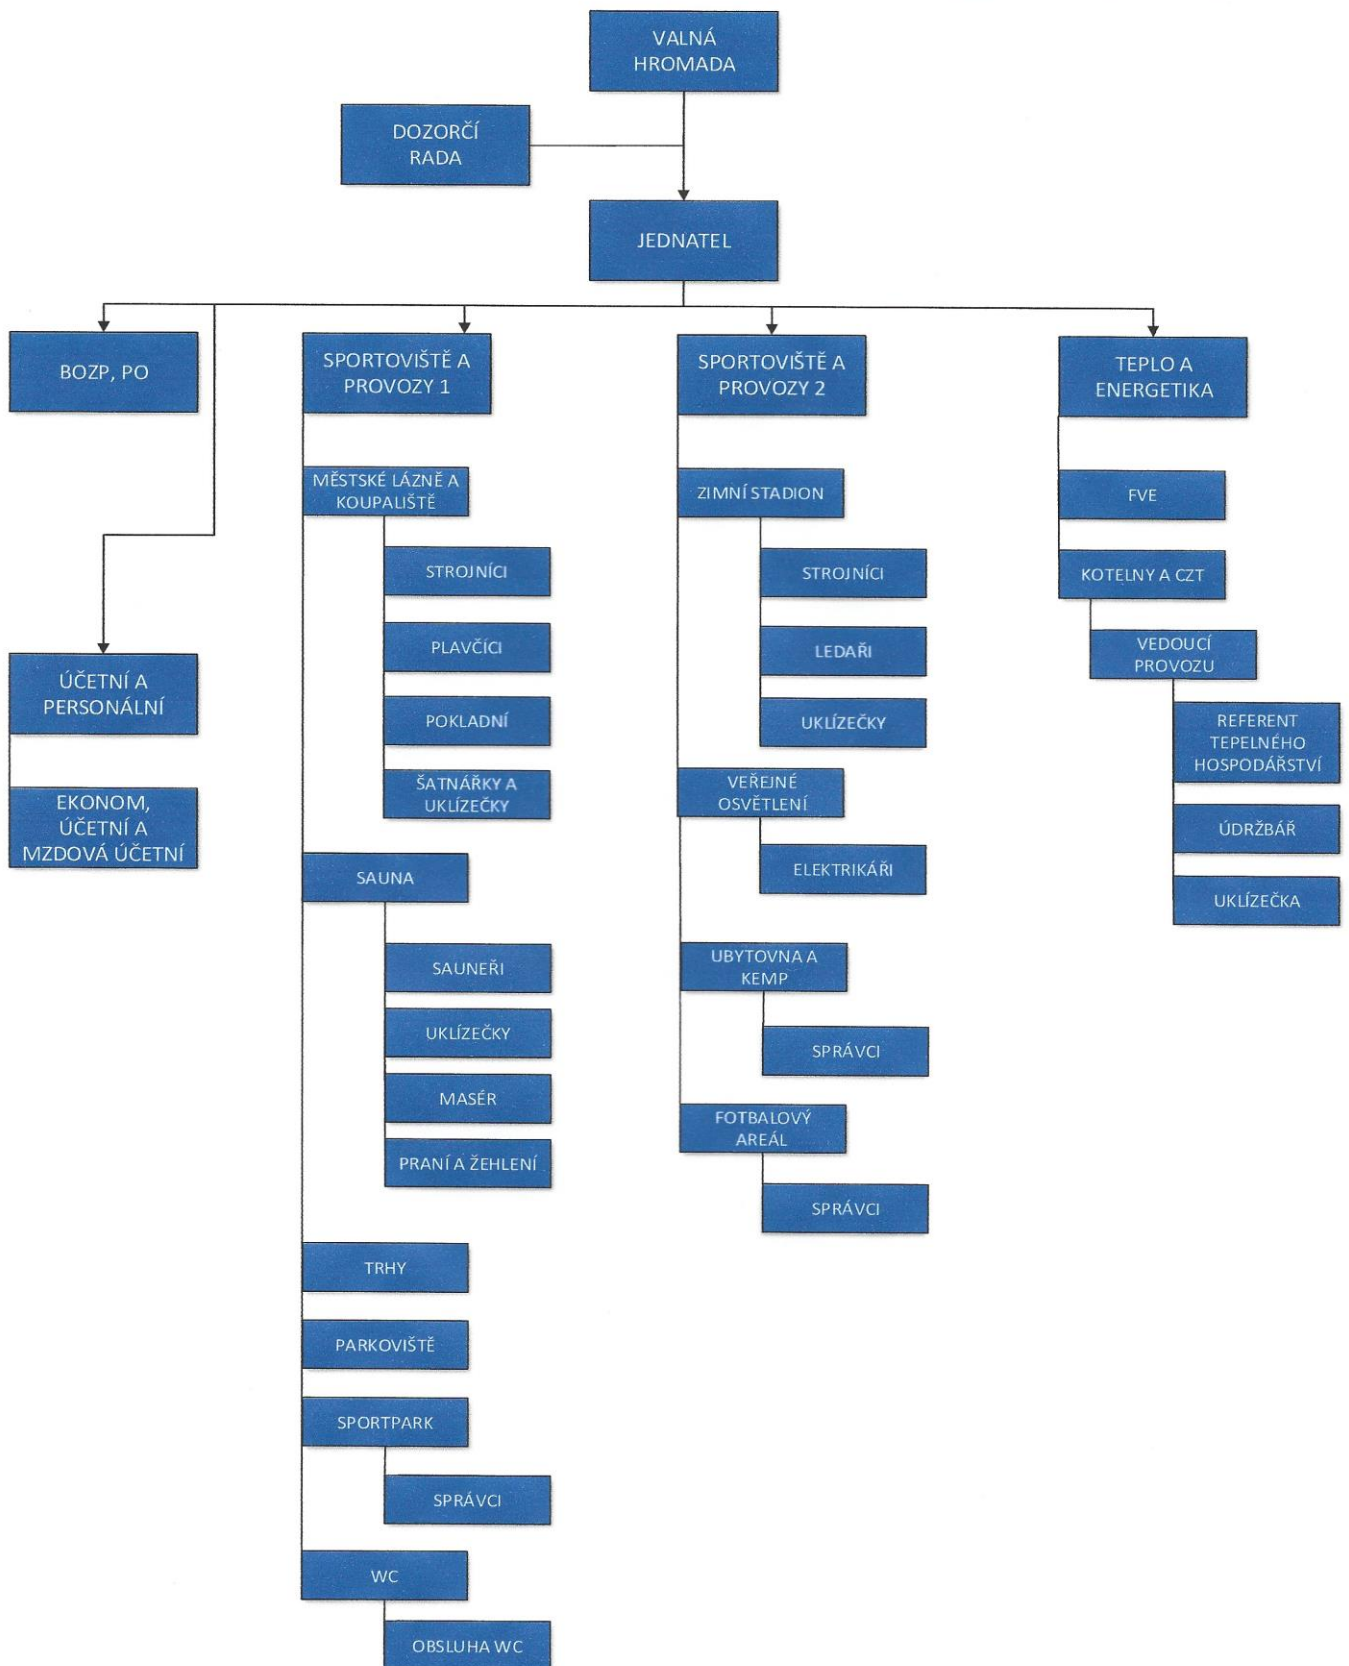 VALNÁ
HROMADA
DOZORČÍ
RADA
JEDNATEL
BOZP, PO
ÚČETNÍ A
PERSONÁLNÍ
EKONOM,
ÚČETNÍ A
MZDOVÁ ÚČETNÍ
SPORTOVIŠTĚ A
PROVOZY 1
MĚSTSKÉ LÁZNĚ A
KOUPALIŠTĚ
STROJNÍCI
PLAVČÍCI
POKLADNÍ
ŠATNÁŘKY A
UKLÍZEČKY
SAUNA
SAUNEŘI
UKLÍZEČKY
MASÉR
PRANÍ A ŽEHLENÍ
TRHY
PARKOVIŠTĚ
SPORTPARK
SPRÁVCI
WC
OBSLUHA WC
SPORTOVIŠTĚ A
PROVOZY 2
ZIMNÍ STADION
STROJNÍCI
LEDAŘI
UKLÍZEČKY
VEŘEJNÉ
OSVĚTLENÍ
ELEKTRIKÁŘI
UBYTOVNA A
KEMP
SPRÁVCI
FOTBALOVÝ
AREÁL
SPRÁVCI
TEPLO A
ENERGETIKA
FVE
KOTELNY A CZT
VEDOUCÍ
PROVOZU
REFERENT
TEPELNÉHO
HOSPODÁŘSTVÍ
ÚDRŽBÁŘ
UKLÍZEČKA